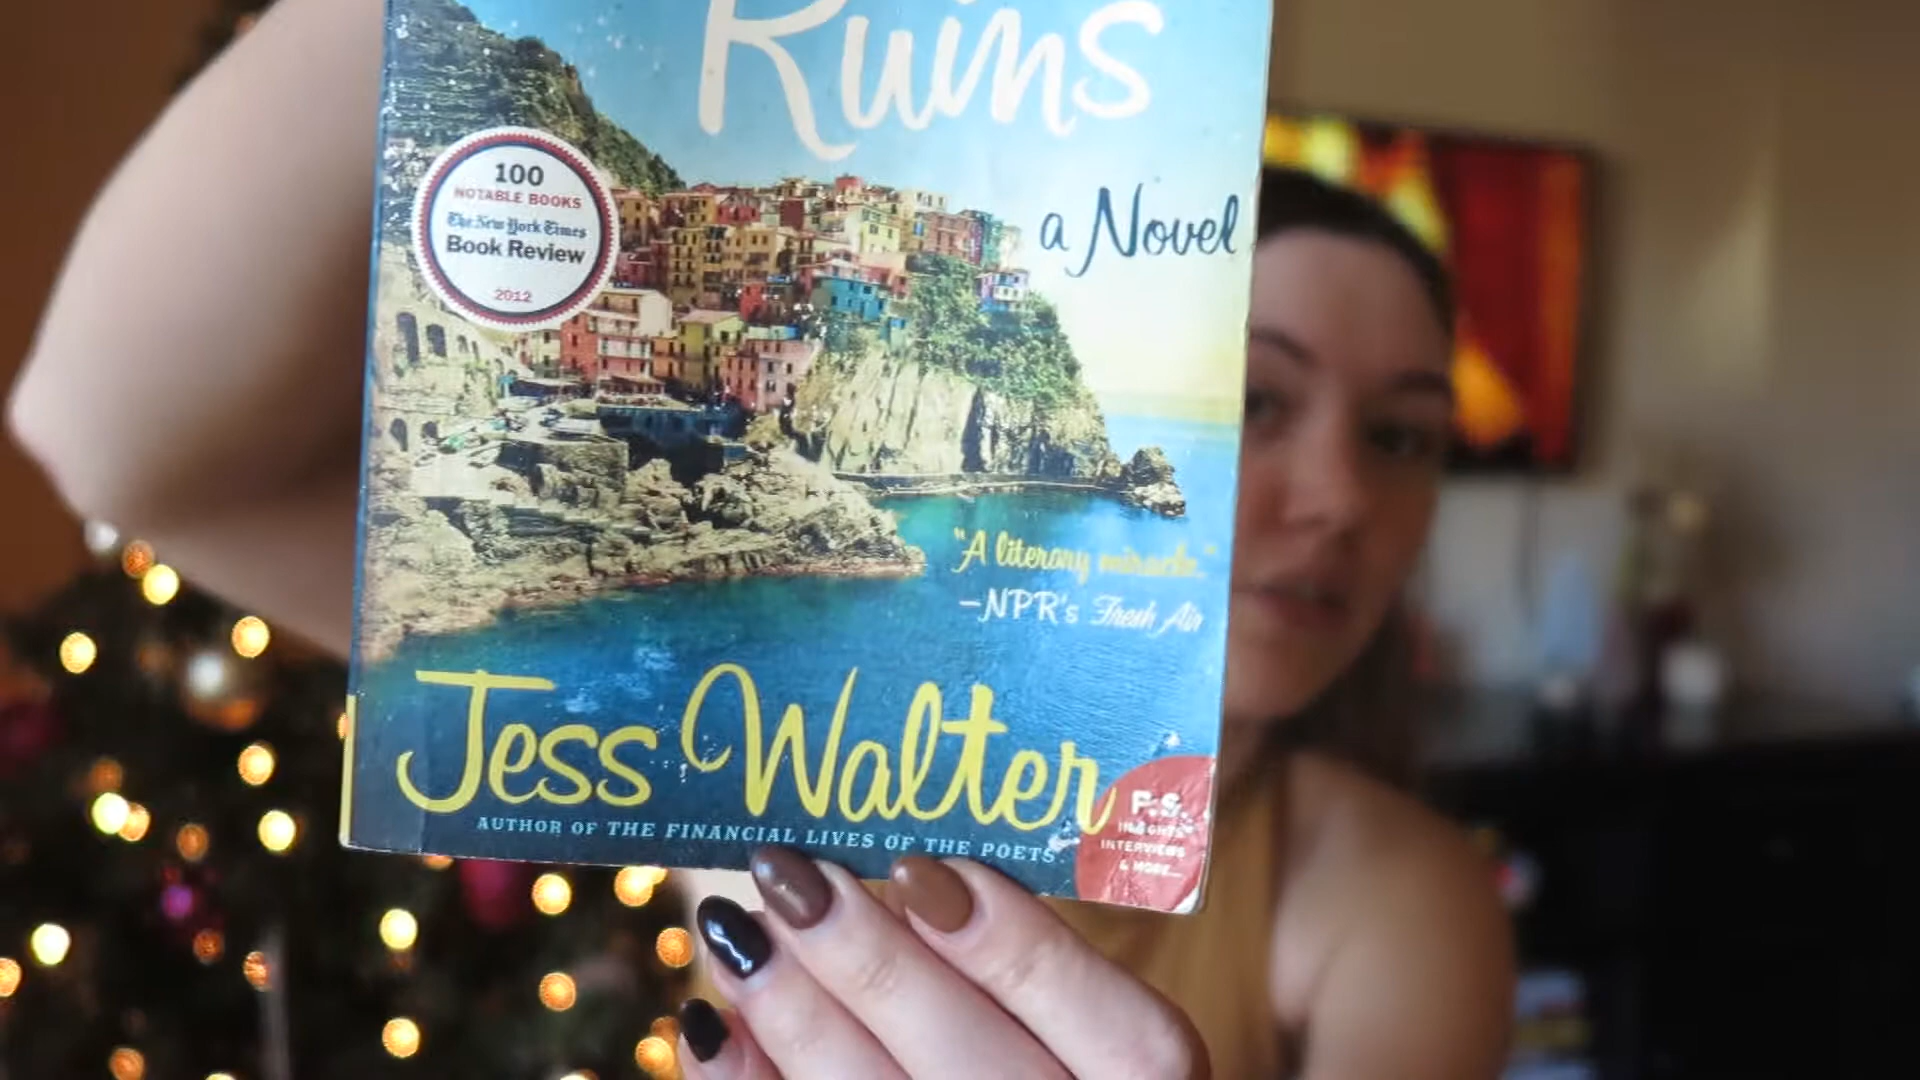 Ruins
a Novel
100
NOTABLE BOOKS
The New York Times
Book Review
2012
"A literary miracle."
—NPR's Fresh Air
Jess Walter
AUTHOR OF THE FINANCIAL LIVES OF THE POETS
P.S.
INSIGHTS
INTERVIEWS
& MORE...